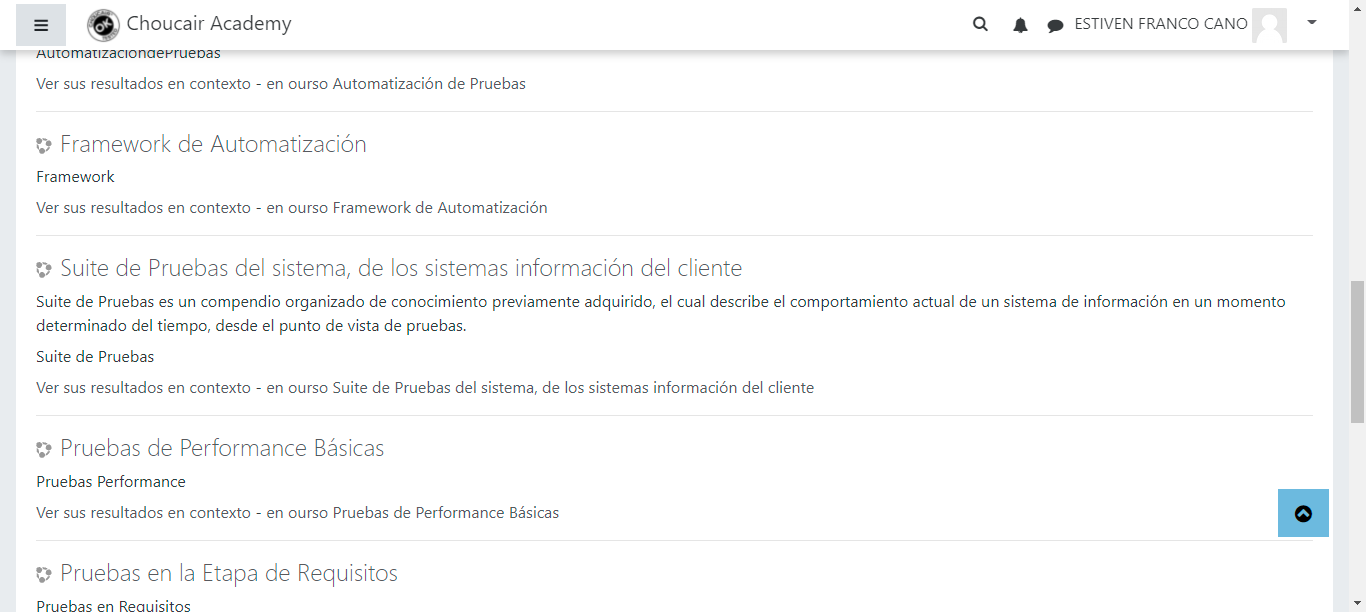 Choucair Academy
ESTIVEN FRANCO CANO
AutomatizaciondePruebas
Ver sus resultados en contexto - en ourso Automatización de Pruebas
Framework de Automatización
Framework
Ver sus resultados en contexto - en ourso Framework de Automatización
Suite de Pruebas del sistema, de los sistemas información del cliente
Suite de Pruebas es un compendio organizado de conocimiento previamente adquirido, el cual describe el comportamiento actual de un sistema de información en un momento
determinado del tiempo, desde el punto de vista de pruebas.
Suite de Pruebas
Ver sus resultados en contexto - en ourso Suite de Pruebas del sistema, de los sistemas información del cliente
Pruebas de Performance Básicas
Pruebas Performance
Ver sus resultados en contexto - en ourso Pruebas de Performance Básicas
Pruebas en la Etapa de Requisitos
Pruebas en Requisitos